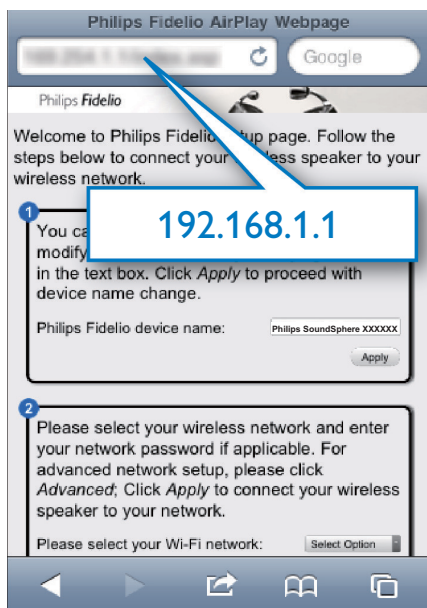 Philips Fidelio AirPlay Webpage
Google
Philips Fidelio
Welcome to Philips Fidelio
up page. Follow the
steps below to connect your
less speaker to your
wireless network.
192.168.1.1
1
You
modify
in the text box. Click Apply to proceed with
device name change.
Philips Fidelio device name:
Philips SoundSphere XXXXXX
Apply
2
Please select your wireless network and enter
your network password if applicable. For
advanced network setup, please click
Advanced; Click Apply to connect your wireless
speaker to your network.
Please select your Wi-Fi network:
Select Option